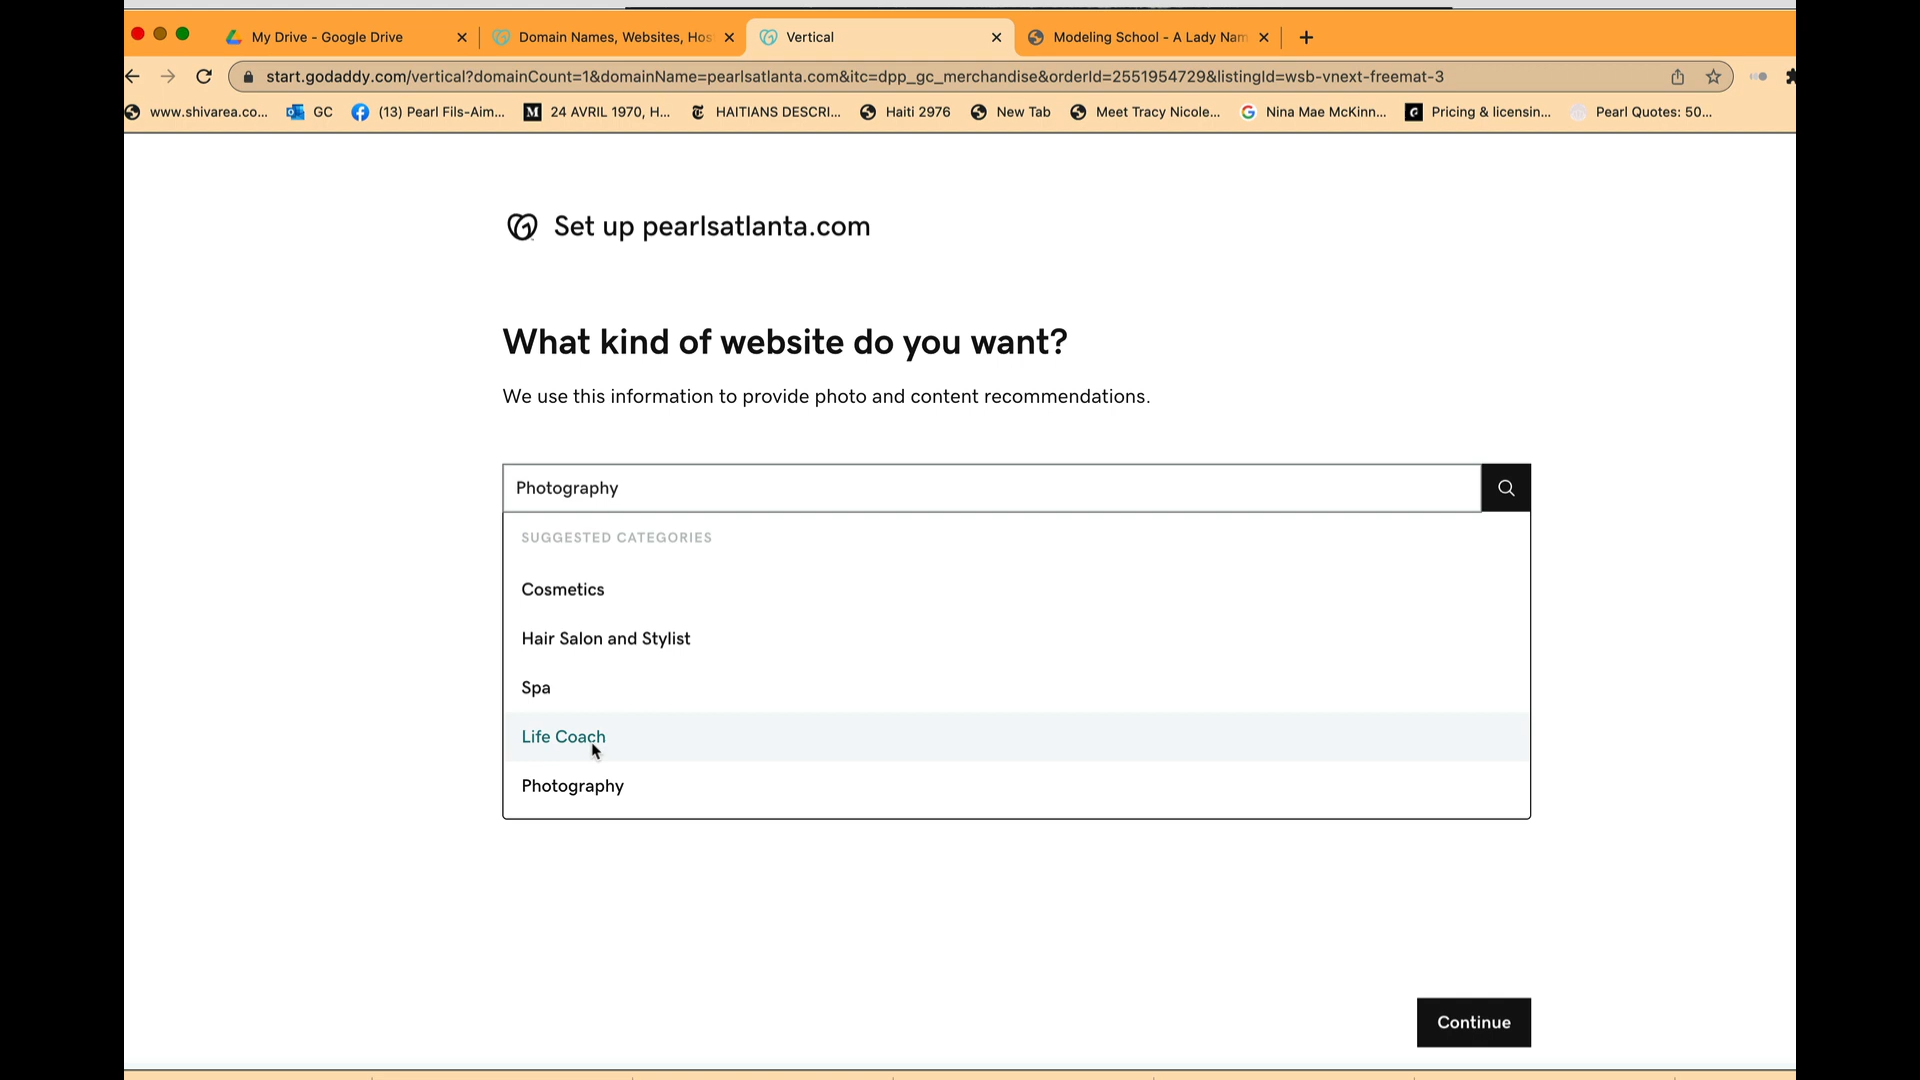 My Drive - Google Drive
Domain Names, Websites, Hos
Vertical
Modeling School - A Lady Nam
start.godaddy.com/vertical?domainCount=1&domainName=pearlsatlanta.com&itc=dpp_gc_merchandise&orderId=2551954729&listingId=wsb-vnext-freemat-3
www.shivarea.co... GC (13) Pearl Fils-Aim... 24 AVRIL 1970, H... HAITIANS DESCRI... Haiti 2976 New Tab Meet Tracy Nicole... Nina Mae McKinn... Pricing & licensin... Pearl Quotes: 50...
Set up pearlsatlanta.com
What kind of website do you want?
We use this information to provide photo and content recommendations.
Photography
SUGGESTED CATEGORIES
Cosmetics
Hair Salon and Stylist
Spa
Life Coach
Photography
Continue